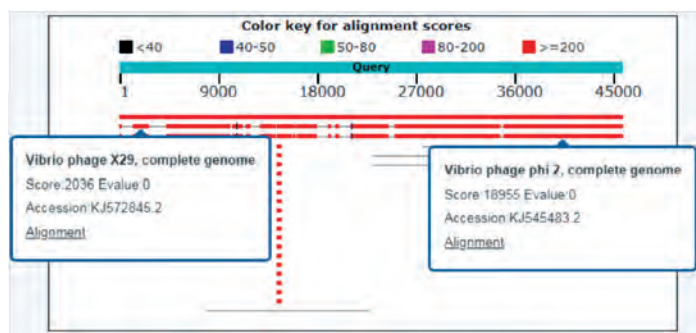 Color key for alignment scores
<40 40-50 50-80 80-200 >=200
Query
1 9000 18000 27000 36000 45000
Vibrio phage X29, complete genome
Score:2036 Evalue:0
Accession:KJ572845.2
Alignment
Vibrio phage phi 2, complete genome
Score:18955 Evalue:0
Accession:KJ545483.2
Alignment